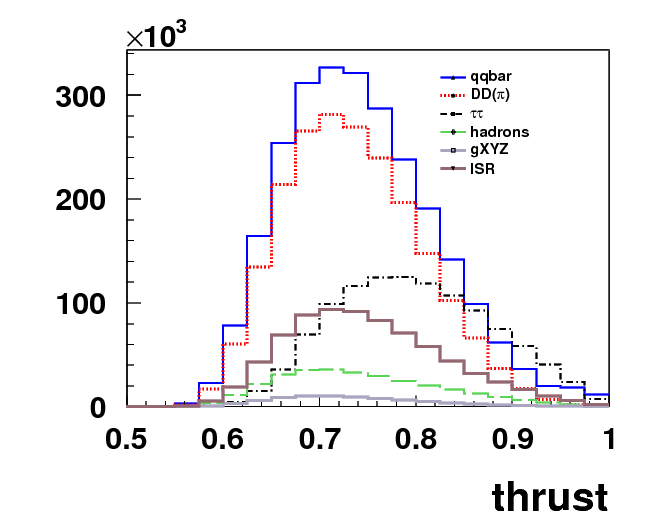 ×10³
300
200
100
0
qqbar
DD(π)
ττ
hadrons
gXYZ
ISR
0.5 0.6 0.7 0.8 0.9 1
thrust